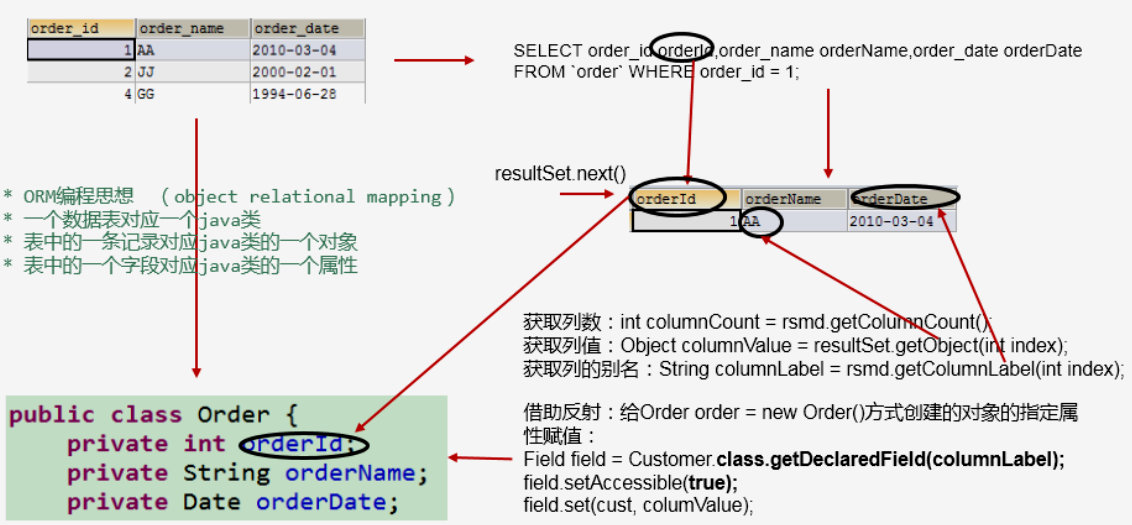 order_id order_name order_date
1 AA 2010-03-04
2 JJ 2000-02-01
4 GG 1994-06-28
SELECT order_id orderId,order_name orderName,order_date orderDate
FROM `order` WHERE order_id = 1;
resultSet.next()
orderId orderName orderDate
1 AA 2010-03-04
* ORM编程思想 （object relational mapping）
* 一个数据表对应一个java类
* 表中的一条记录对应java类的一个对象
* 表中的一个字段对应java类的一个属性
获取列数：int columnCount = rsmd.getColumnCount();
获取列值：Object columnValue = resultSet.getObject(int index);
获取列的别名：String columnLabel = rsmd.getColumnLabel(int index);
借助反射：给Order order = new Order()方式创建的对象的指定属
性赋值：
Field field = Customer.class.getDeclaredField(columnLabel);
field.setAccessible(true);
field.set(cust, columValue);
public class Order {
private int orderId;
private String orderName;
private Date orderDate;